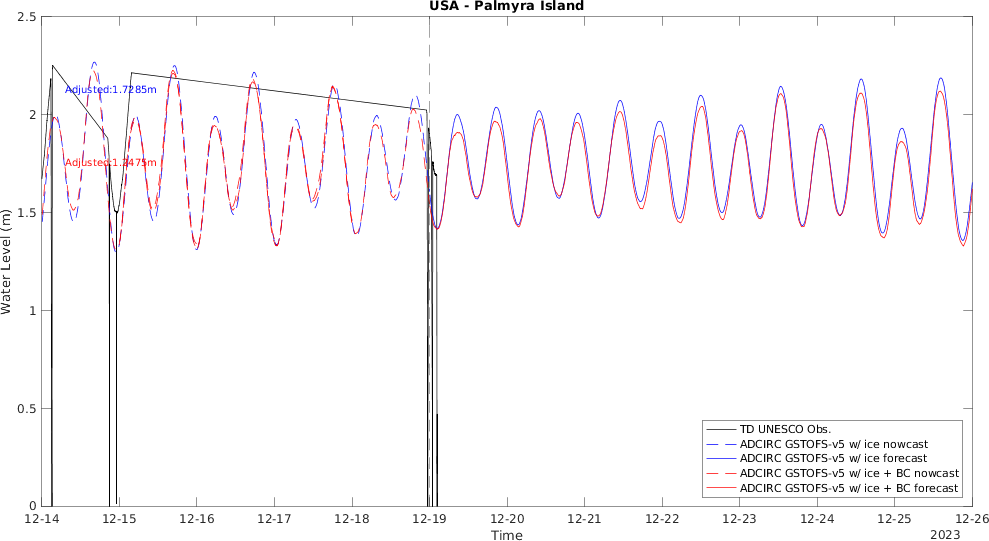 USA - Palmyra Island
2.5
2
1.5
1
0.5
0
Water Level (m)
Adjusted:1.7285m
Adjusted:1.7475m
TD UNESCO Obs.
ADCIRC GSTOFS-v5 w/ ice nowcast
ADCIRC GSTOFS-v5 w/ ice forecast
ADCIRC GSTOFS-v5 w/ ice + BC nowcast
ADCIRC GSTOFS-v5 w/ ice + BC forecast
12-14 12-15 12-16 12-17 12-18 12-19 12-20 12-21 12-22 12-23 12-24 12-25 12-26
Time
2023